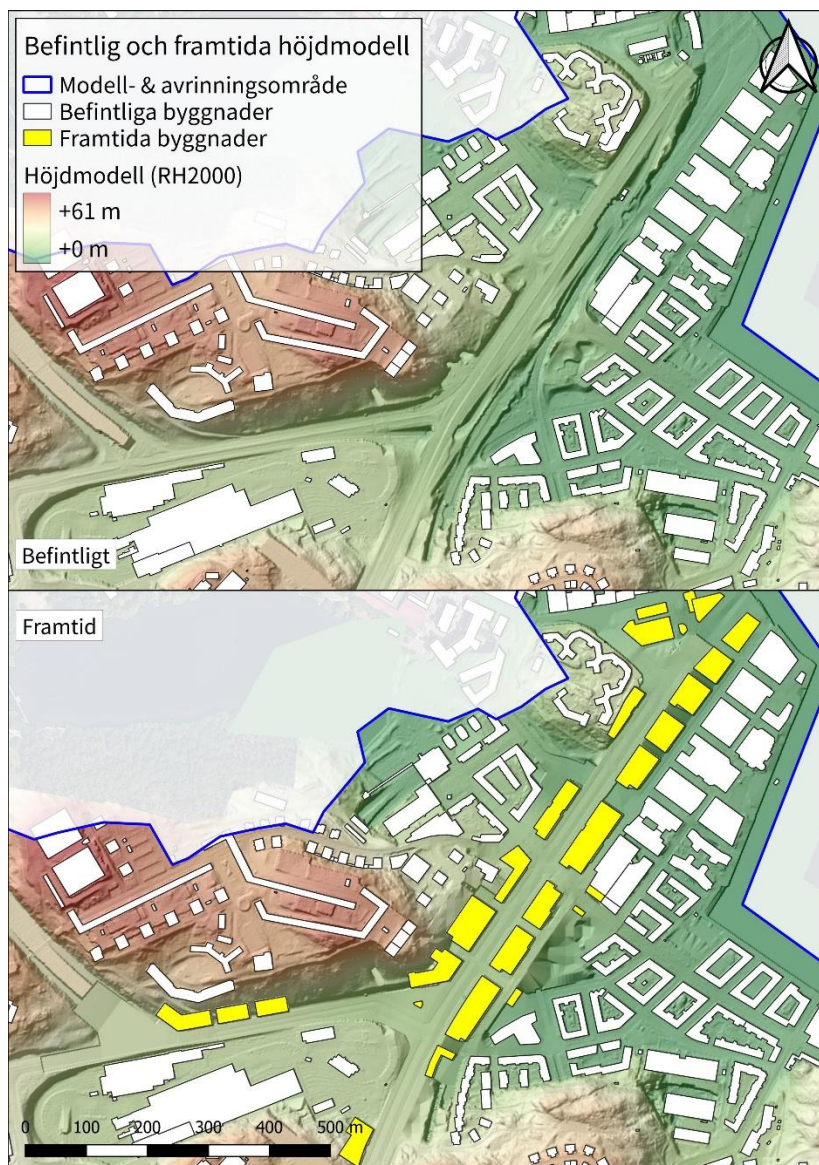 Befintlig och framtida höjdmodell
Modell- & avrinningsområde
Befintliga byggnader
Framtida byggnader
Höjdmodell (RH2000)
+61 m
+0 m
Befintligt
Framtid
0 100 200 300 400 500 m